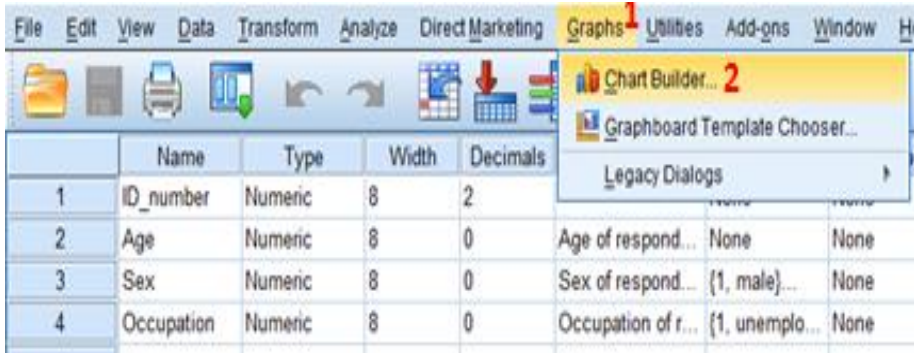 File Edit View Data Transform Analyze Direct Marketing Graphs 1 Utilities Add-ons Window H
Chart Builder... 2
Graphboard Template Chooser...
Legacy Dialogs
Name Type Width Decimals
1 ID_number Numeric 8 2
2 Age Numeric 8 0 Age of respond... None None
3 Sex Numeric 8 0 Sex of respond... {1, male}... None
4 Occupation Numeric 8 0 Occupation of r... {1, unemplo... None